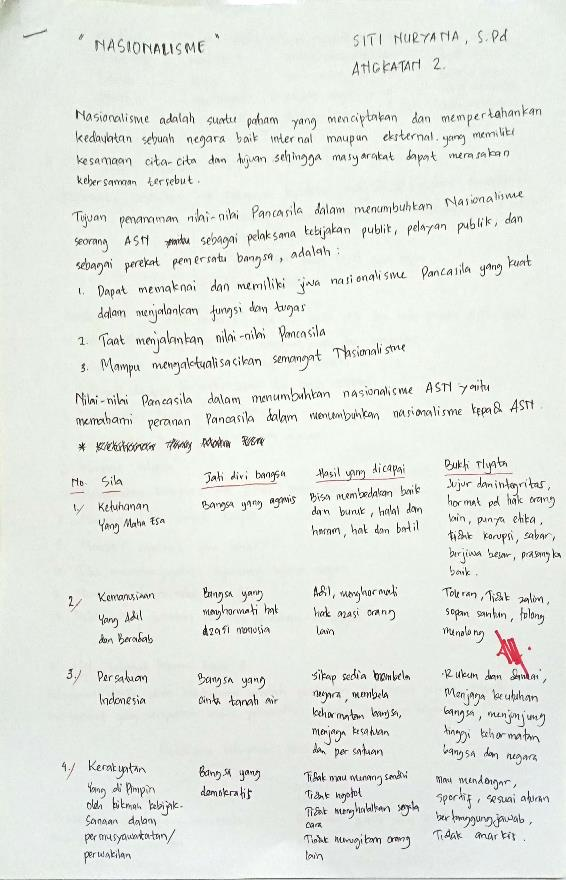 "NASIONALISME"
SITI NURYANA, S.Pd
ANGKATAN 2.
Nasionalisme adalah suatu paham yang menciptakan dan mempertahankan
kedaulatan sebuah negara baik internal maupun eksternal. yang memiliki
kesamaan cita-cita dan tujuan sehingga masyarakat dapat merasakan
kebersamaan tersebut.
Tujuan penanaman nilai-nilai Pancasila dalam menumbuhkan Nasionalisme
seorang ASN sebagai pelaksana kebijakan publik, pelayan publik, dan
sebagai perekat pemersatu bangsa, adalah :
1. Dapat memaknai dan memiliki jiwa nasionalisme Pancasila yang kuat
dalam menjalankan fungsi dan tugas
2. Taat menjalankan nilai-nilai Pancasila
3. Mampu mengaktualisasikan semangat Nasionalisme
Nilai-nilai Pancasila dalam menumbuhkan nasionalisme ASN yaitu
memahami peranan Pancasila dalam menumbuhkan nasionalisme kepada ASN.
*
No. Sila Jati diri bangsa Hasil yang dicapai Bukti Nyata
1./ Ketuhanan Bangsa yang agamis Bisa membedakan baik Jujur dan integritas,
Yang Maha Esa dan buruk, halal dan hormat pd hak orang
haram, hak dan batil lain, punya etika,
tidak korupsi, sabar,
berjiwa besar, prasangka
baik.
2./ Kemanusiaan Bangsa yang Adil, menghormati Toleran, Tidak zalim,
Yang Adil menghormati hak hak azasi orang sopan santun, tolong
dan Beradab azasi manusia lain menolong
3./ Persatuan Bangsa yang Sikap sedia membela Rukun dan damai,
Indonesia cinta tanah air negara, membela Menjaga keutuhan
kehormatan bangsa, bangsa, menjunjung
menjaga kesatuan tinggi kehormatan
dan persatuan bangsa dan negara
4./ Kerakyatan Bangsa yang Tidak mau menang sendiri mau mendengar,
Yang di Pimpin demokratis Tidak ngotot sportif, sesuai aturan
oleh hikmah kebijak- Tidak menghalalkan segala bertanggung jawab,
sanaan dalam cara Tidak anarkis.
permusyawatatan/ Tidak merugikan orang
perwakilan lain